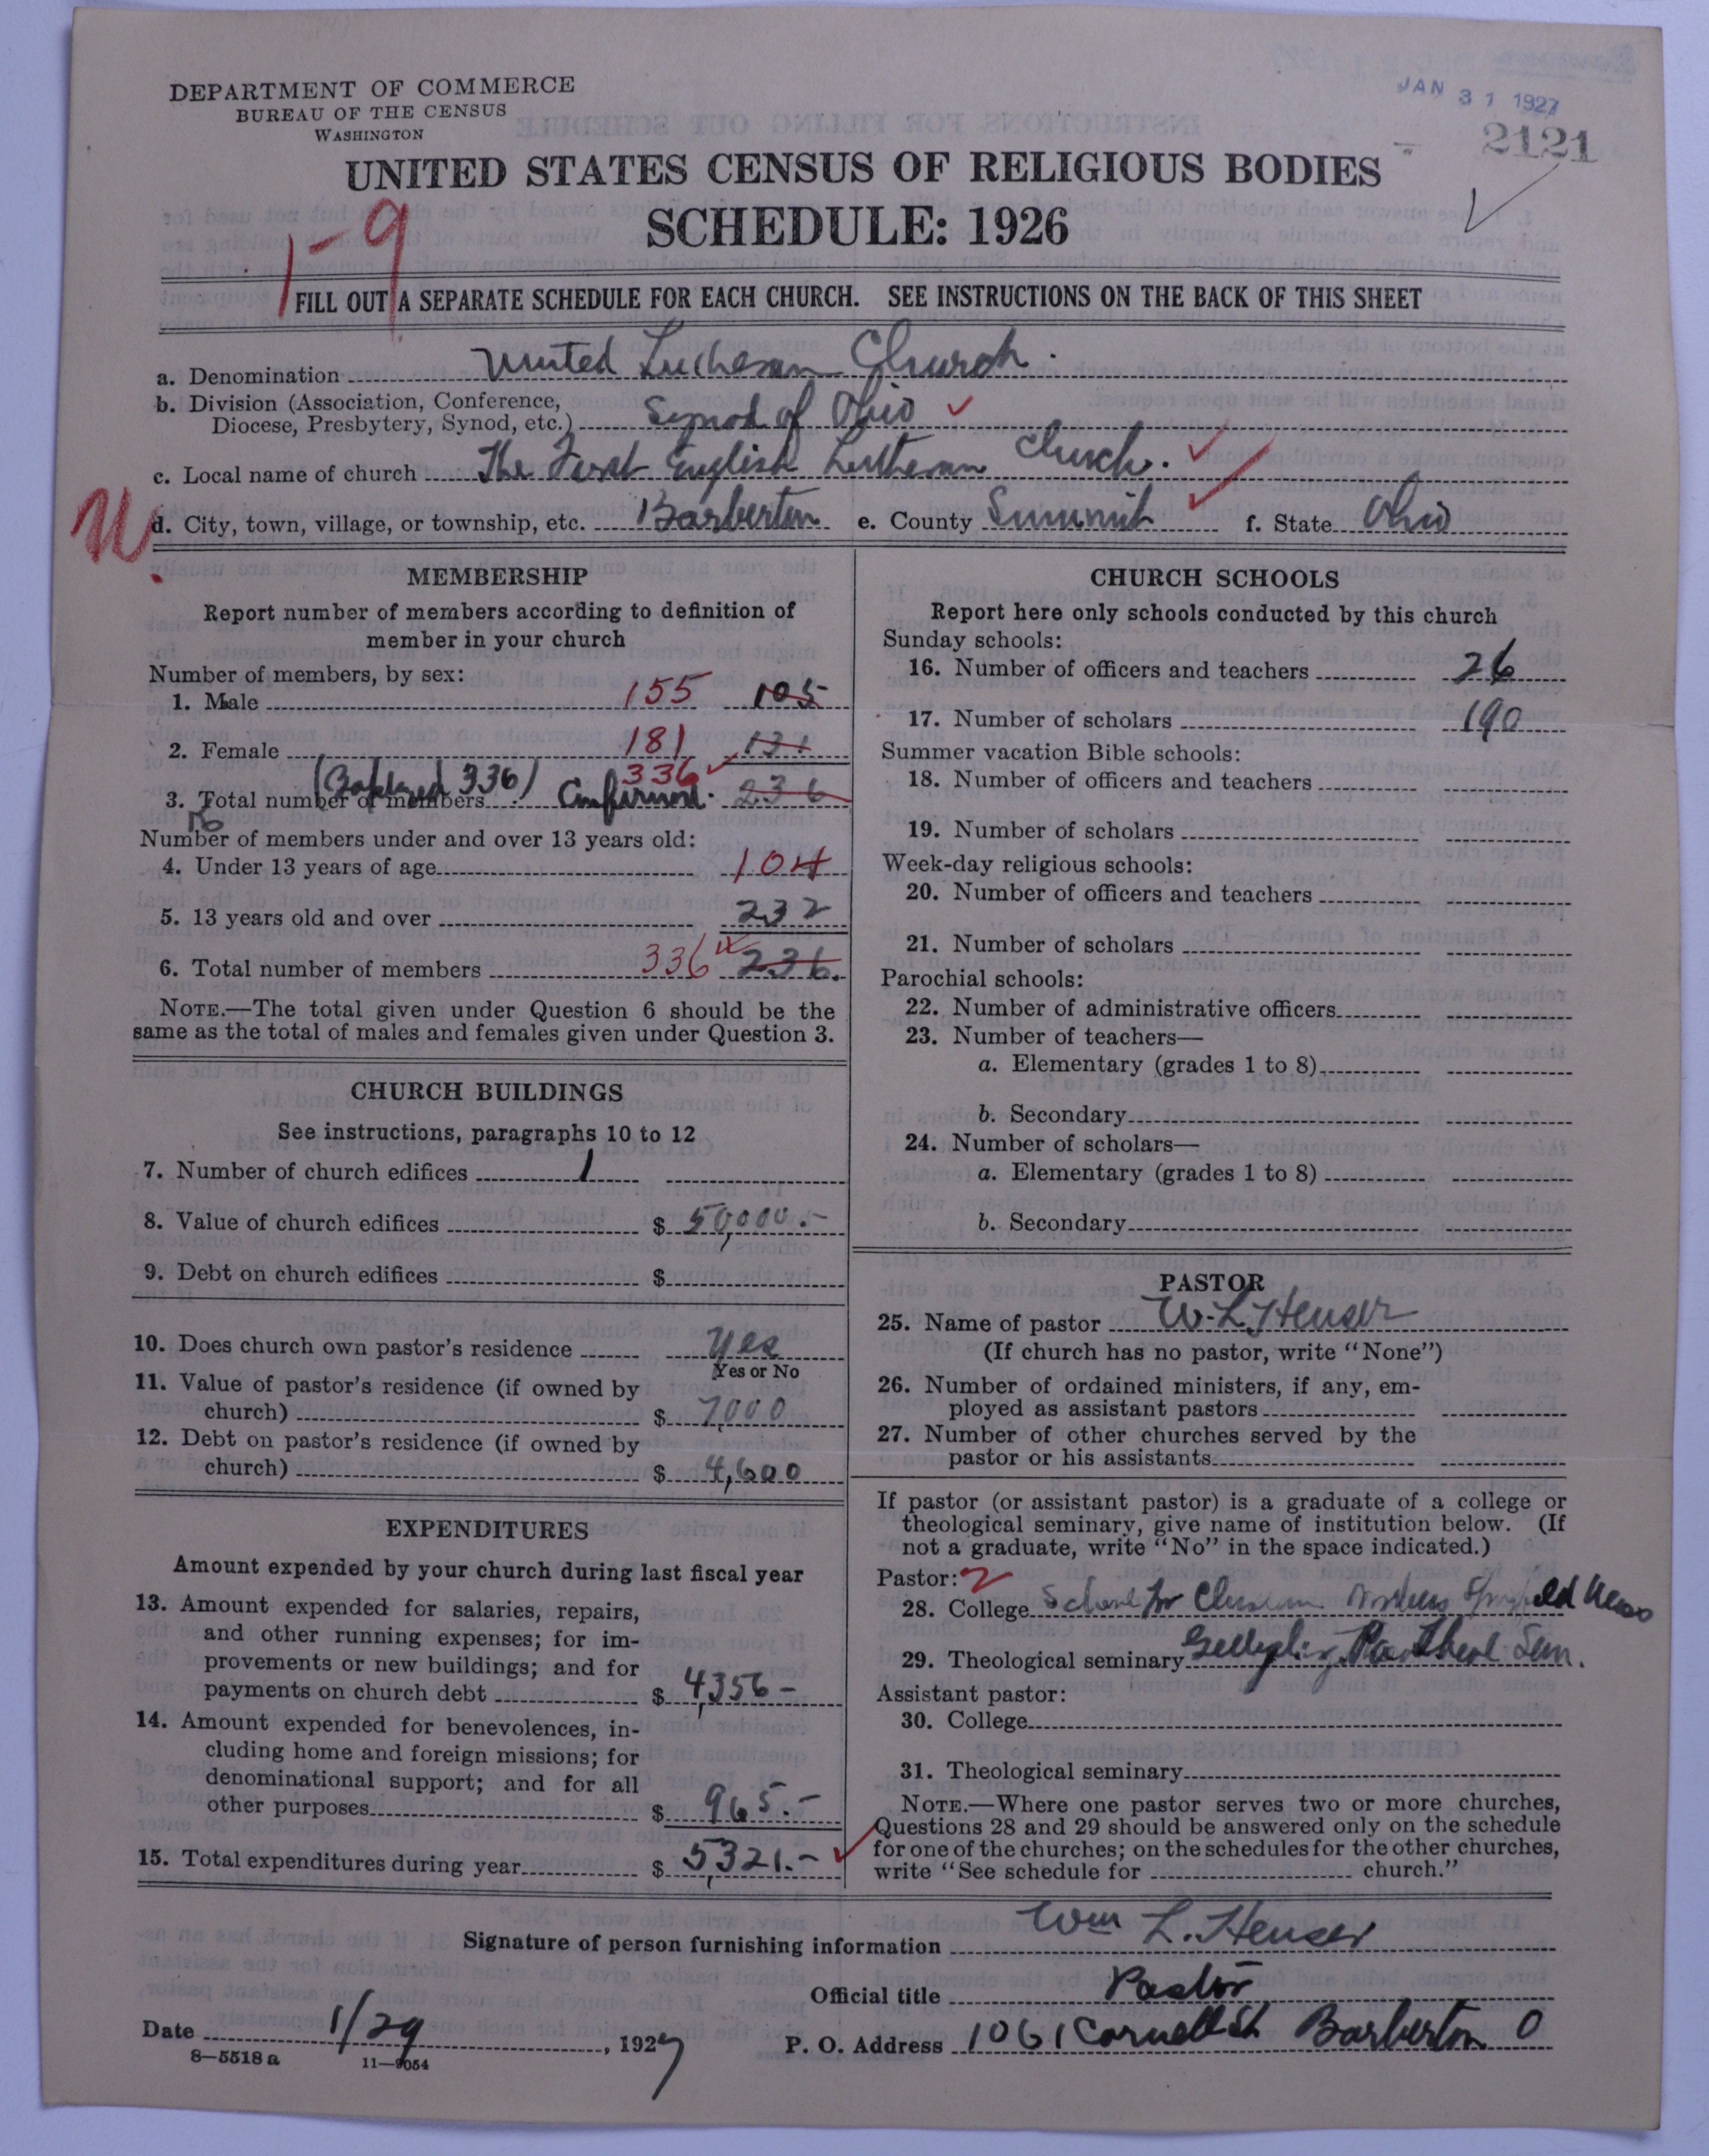 DEPARTMENT OF COMMERCE
BUREAU OF THE CENSUS
WASHINGTON
JAN 31 1927
2121
UNITED STATES CENSUS OF RELIGIOUS BODIES
SCHEDULE: 1926
1-9
FILL OUT A SEPARATE SCHEDULE FOR EACH CHURCH. SEE INSTRUCTIONS ON THE BACK OF THIS SHEET
a. Denomination United Lutheran Church.
b. Division (Association, Conference,
Diocese, Presbytery, Synod, etc.) Synod of Ohio
c. Local name of church The First English Lutheran Church.
d. City, town, village, or township, etc. Barberton e. County Summit f. State Ohio
MEMBERSHIP
Report number of members according to definition of
member in your church
Number of members, by sex:
1. Male 155 105
2. Female 181 131
(Baptized 336) 336
3. Total number of members Confirmed. 236
Number of members under and over 13 years old:
4. Under 13 years of age 104
5. 13 years old and over 232
6. Total number of members 336 236.
NOTE.—The total given under Question 6 should be the
same as the total of males and females given under Question 3.
CHURCH BUILDINGS
See instructions, paragraphs 10 to 12
7. Number of church edifices 1
8. Value of church edifices $ 50,000.-
9. Debt on church edifices $
10. Does church own pastor's residence yes
Yes or No
11. Value of pastor's residence (if owned by
church) $ 7,000
12. Debt on pastor's residence (if owned by
church) $ 4,600
EXPENDITURES
Amount expended by your church during last fiscal year
13. Amount expended for salaries, repairs,
and other running expenses; for im-
provements or new buildings; and for
payments on church debt $ 4,356-
14. Amount expended for benevolences, in-
cluding home and foreign missions; for
denominational support; and for all
other purposes $ 965.-
15. Total expenditures during year $ 5,321.-
CHURCH SCHOOLS
Report here only schools conducted by this church
Sunday schools:
16. Number of officers and teachers 26
17. Number of scholars 190
Summer vacation Bible schools:
18. Number of officers and teachers
19. Number of scholars
Week-day religious schools:
20. Number of officers and teachers
21. Number of scholars
Parochial schools:
22. Number of administrative officers
23. Number of teachers—
a. Elementary (grades 1 to 8)
b. Secondary
24. Number of scholars—
a. Elementary (grades 1 to 8)
b. Secondary
PASTOR
25. Name of pastor W. L. Heuser
(If church has no pastor, write "None")
26. Number of ordained ministers, if any, em-
ployed as assistant pastors
27. Number of other churches served by the
pastor or his assistants
If pastor (or assistant pastor) is a graduate of a college or
theological seminary, give name of institution below. (If
not a graduate, write "No" in the space indicated.)
Pastor: 2
28. College School for Christian Workers Springfield Mass
29. Theological seminary Gettysburg, Pa Theol Sem.
Assistant pastor:
30. College
31. Theological seminary
NOTE.—Where one pastor serves two or more churches,
Questions 28 and 29 should be answered only on the schedule
for one of the churches; on the schedules for the other churches,
write "See schedule for church."
Signature of person furnishing information Wm L. Heuser
Official title Pastor
Date 1/29, 1927 P. O. Address 1061 Cornell St Barberton O
8—5518 a 11—9054